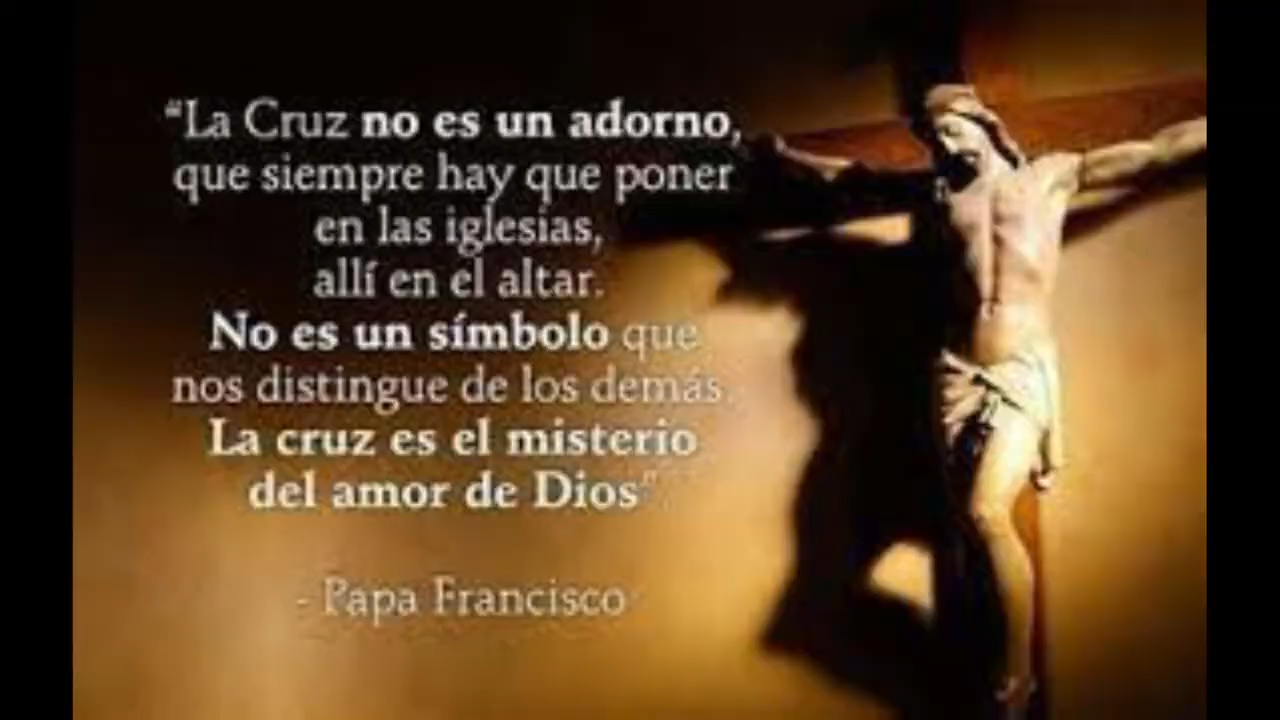 “La Cruz no es un adorno,
que siempre hay que poner
en las iglesias,
allí en el altar.
No es un símbolo que
nos distingue de los demás.
La cruz es el misterio
del amor de Dios”
- Papa Francisco